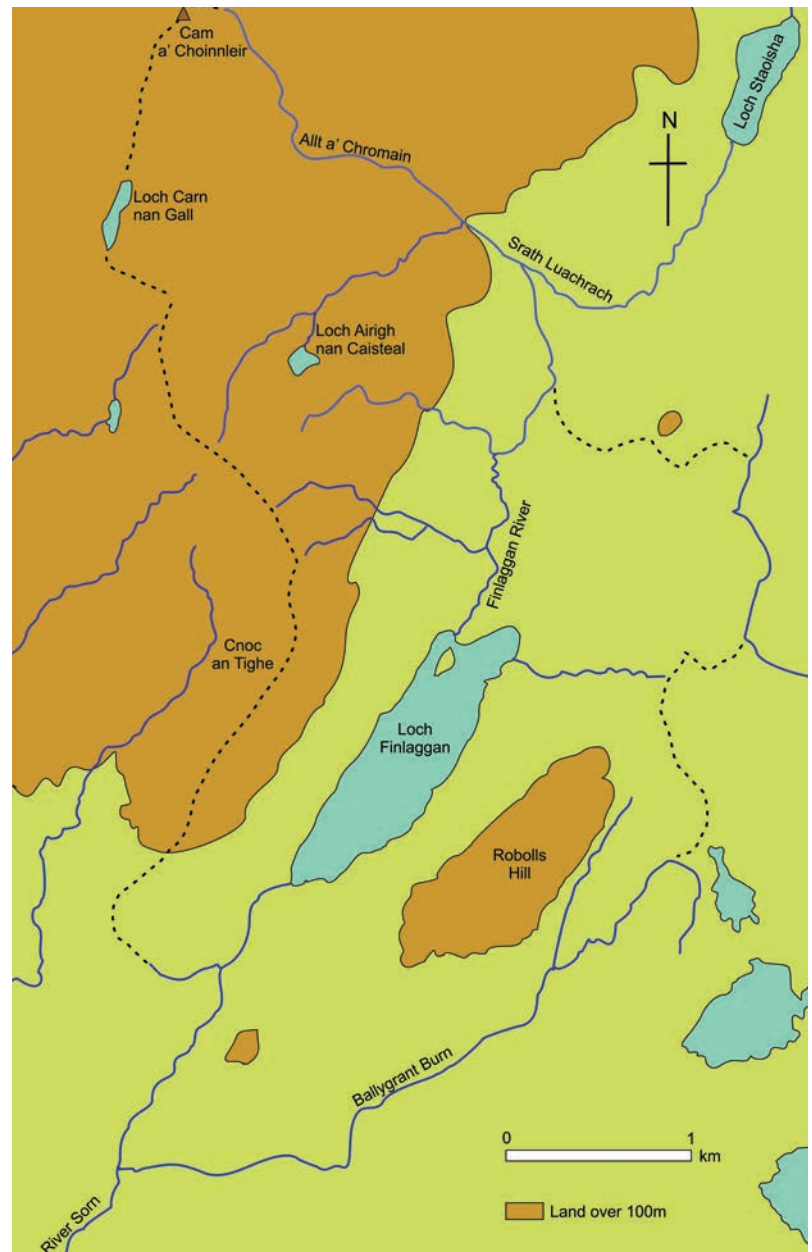 Cam
a' Choinnleir
Loch Staoisha
N
Allt a' Chromain
Loch Carn
nan Gall
Srath Luachrach
Loch Airigh
nan Caisteal
Finlaggan River
Cnoc
an Tighe
Loch
Finlaggan
Robolls
Hill
Ballygrant Burn
0 1
km
Land over 100m
River Sorn